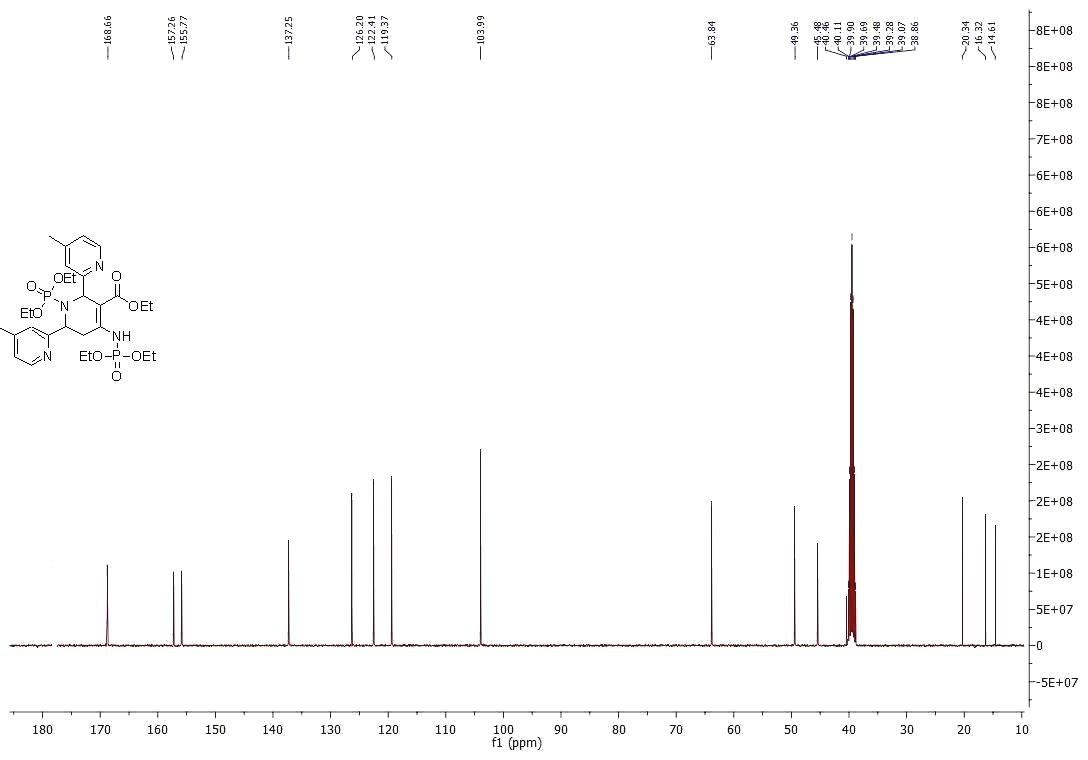 168.66
157.26
155.77
137.25
126.20
122.41
119.37
103.99
63.84
49.36
45.48
40.46
40.11
39.90
39.69
39.48
39.28
39.07
38.86
20.34
16.32
14.61
8E+08
8E+08
8E+08
7E+08
6E+08
6E+08
6E+08
5E+08
4E+08
4E+08
4E+08
3E+08
2E+08
2E+08
2E+08
1E+08
5E+07
0
-5E+07
N
OEt
O
P
EtO
N
O
OEt
NH
N
EtO
P
OEt
O
180 170 160 150 140 130 120 110 100 90 80 70 60 50 40 30 20 10
f1 (ppm)